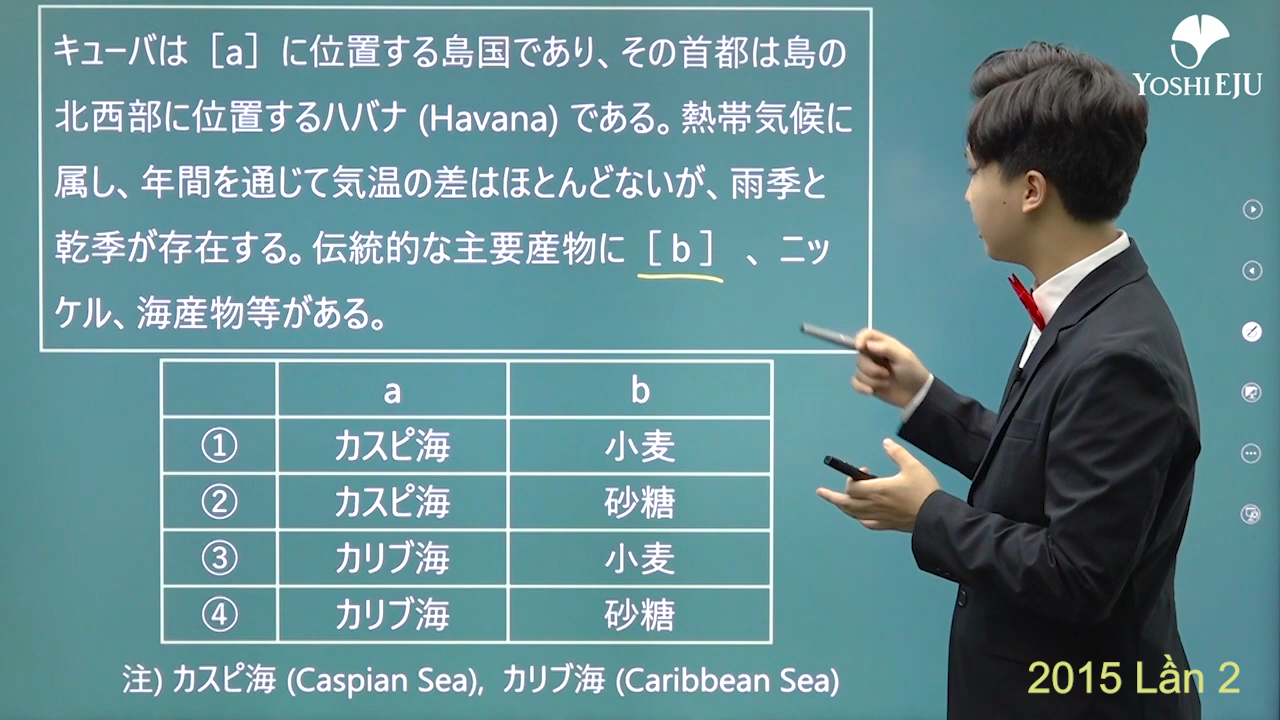 YOSHI EJU
キューバは［a］に位置する島国であり、その首都は島の
北西部に位置するハバナ (Havana) である。熱帯気候に
属し、年間を通じて気温の差はほとんどないが、雨季と
乾季が存在する。伝統的な主要産物に［ b ］、ニッ
ケル、海産物等がある。
a b
① カスピ海 小麦
② カスピ海 砂糖
③ カリブ海 小麦
④ カリブ海 砂糖
注) カスピ海 (Caspian Sea), カリブ海 (Caribbean Sea)
2015 Lần 2